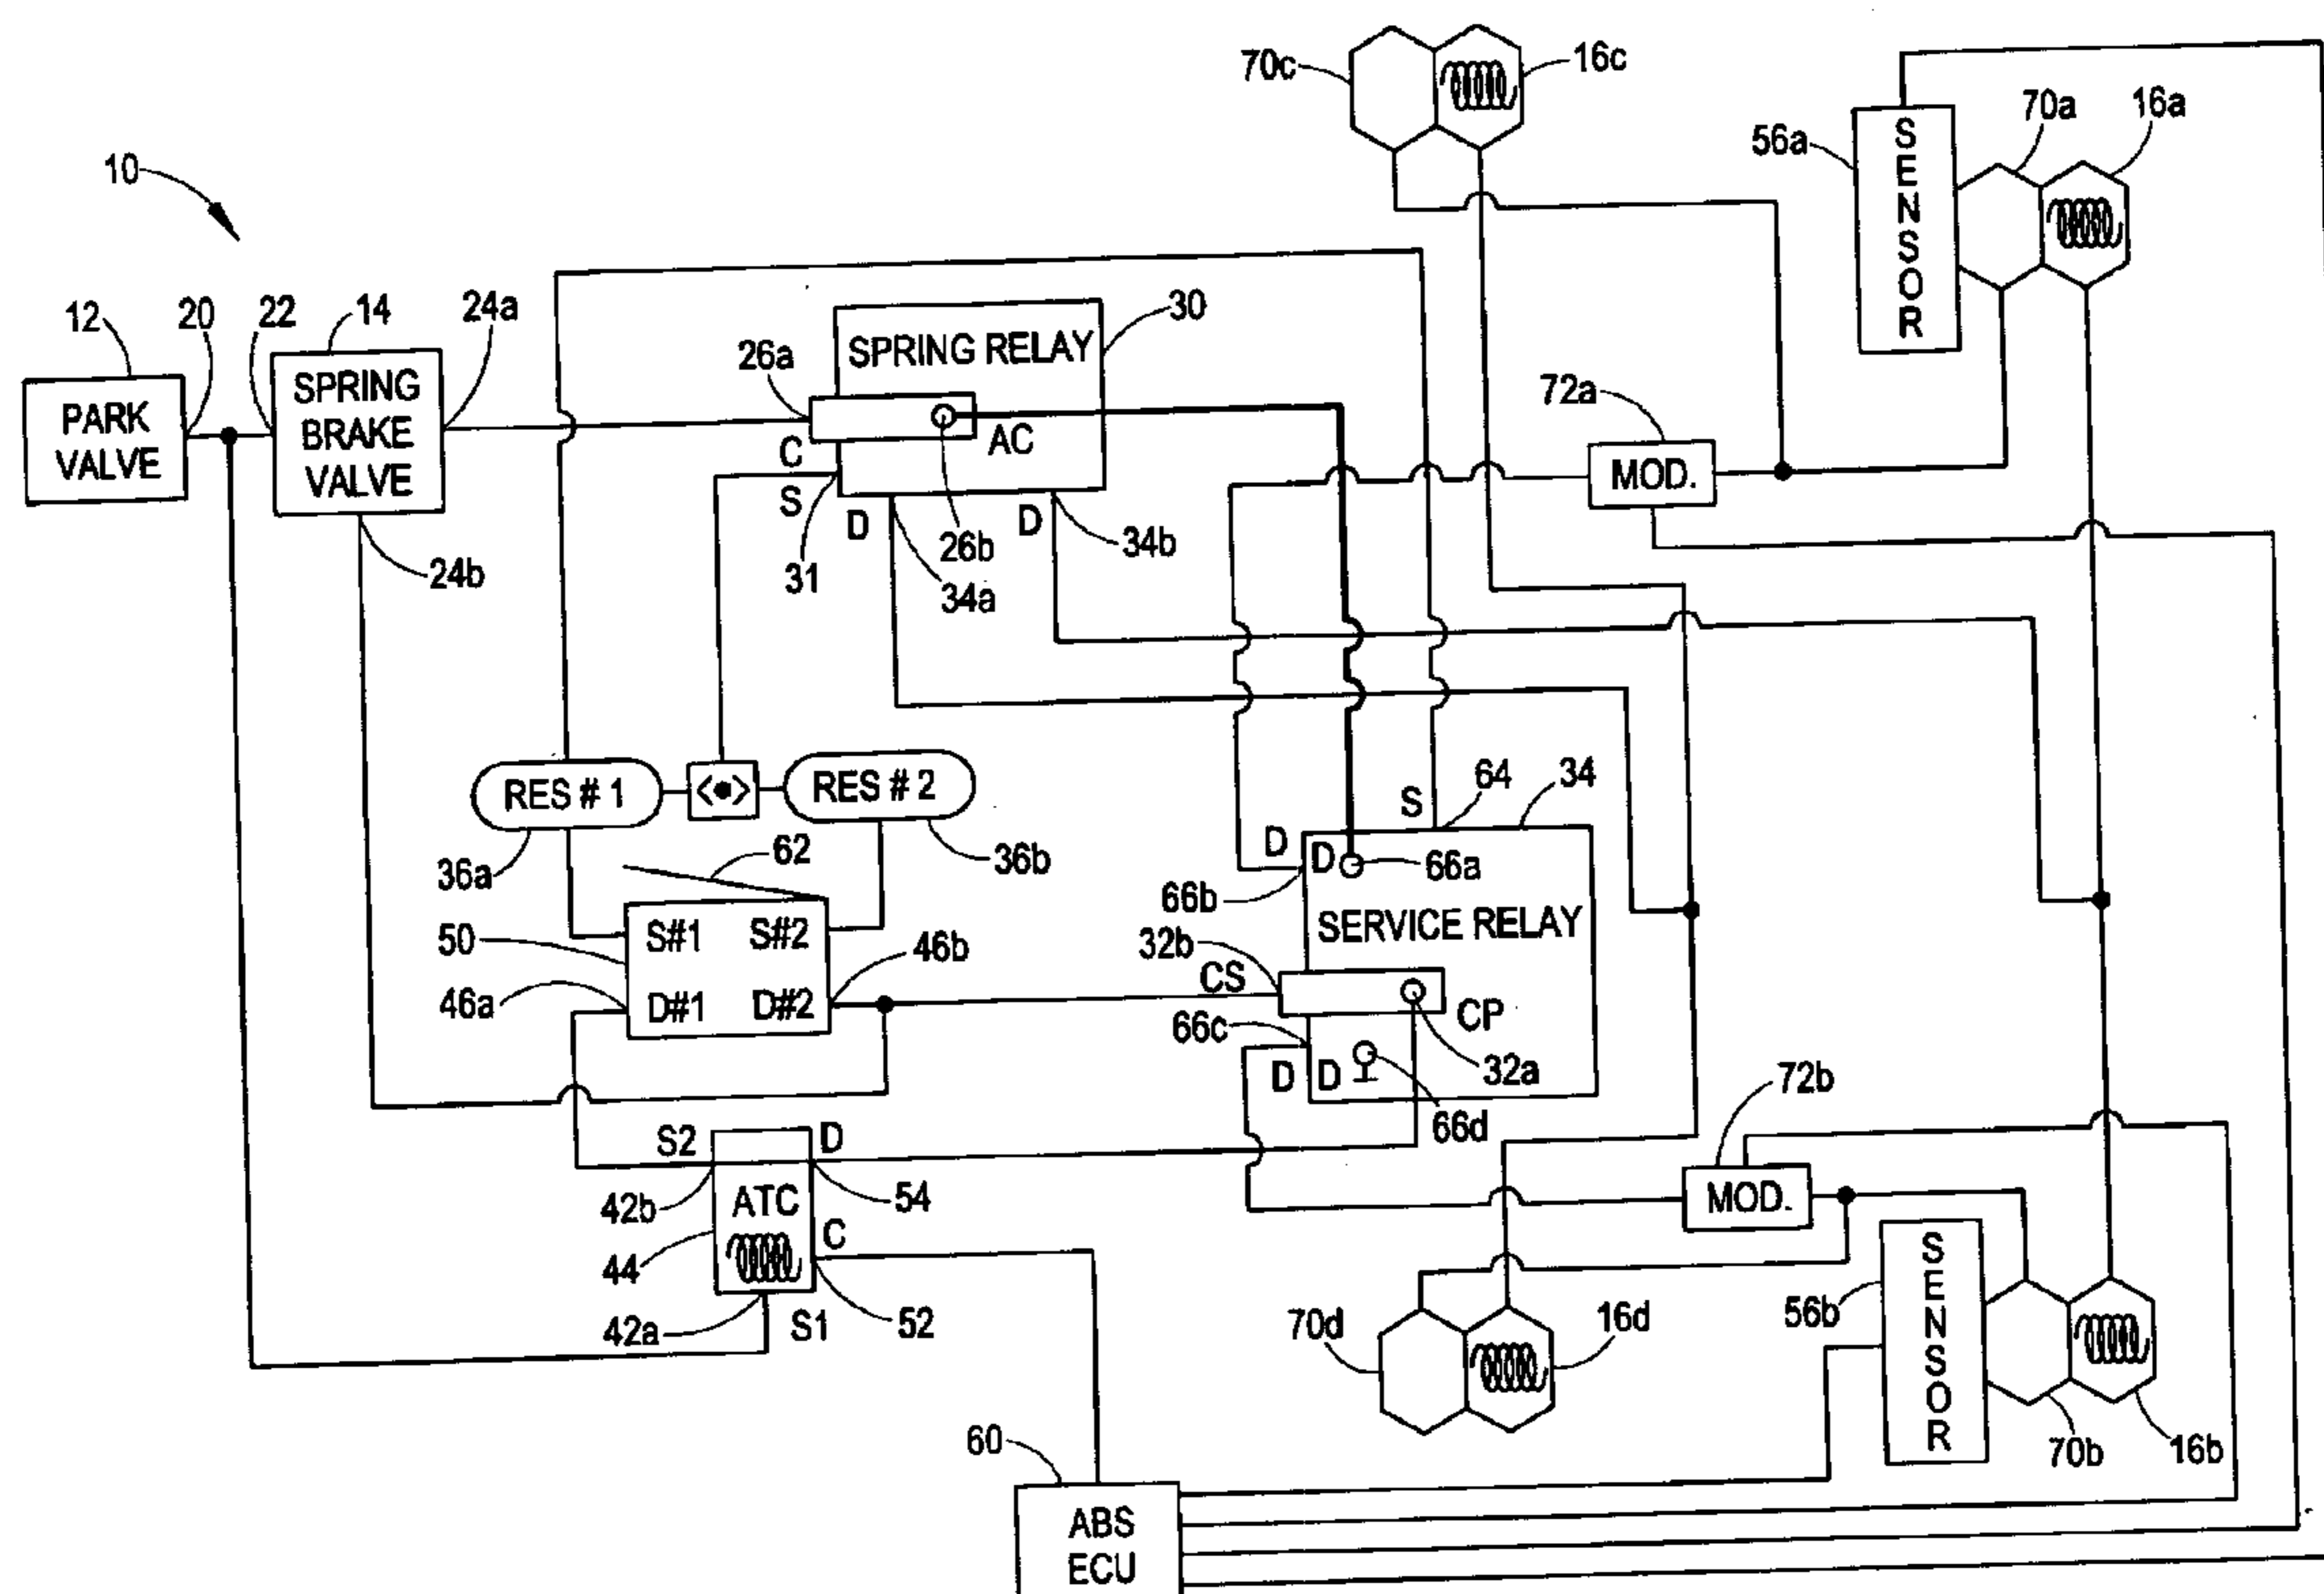 10
70c
16c
56a
SENSOR
70a
16a
12
20
22
14
24a
26a
30
PARK
VALVE
SPRING
BRAKE
VALVE
24b
SPRING RELAY
C
AC
S
D
D
31
26b
34a
34b
72a
MOD.
RES # 1
<●>
RES # 2
36a
62
36b
64
34
S
D
D
66a
66b
SERVICE RELAY
50
S#1
S#2
46a
D#1
D#2
46b
32b
CS
CP
66c
32a
D
D
66d
72b
MOD.
S2
D
42b
ATC
54
44
C
42a
S1
52
56b
SENSOR
70d
16d
70b
16b
60
ABS
ECU